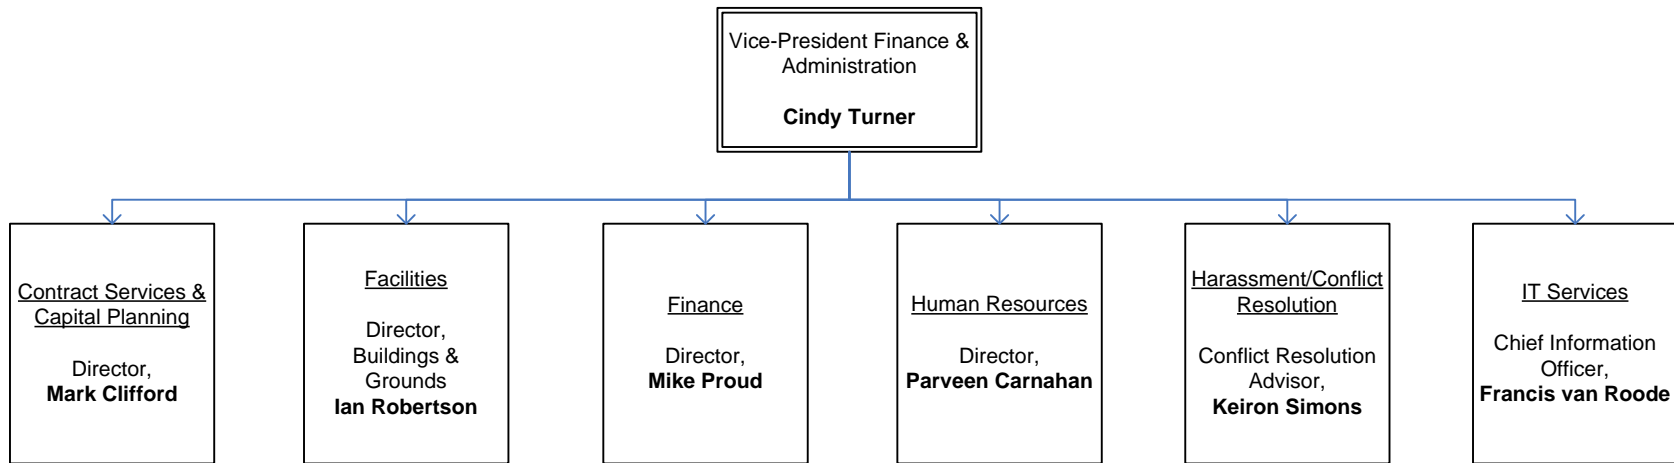 Vice-President Finance &
Administration
Cindy Turner
Contract Services &
Capital Planning
Director,
Mark Clifford
Facilities
Director,
Buildings &
Grounds
Ian Robertson
Finance
Director,
Mike Proud
Human Resources
Director,
Parveen Carnahan
Harassment/Conflict
Resolution
Conflict Resolution
Advisor,
Keiron Simons
IT Services
Chief Information
Officer,
Francis van Roode